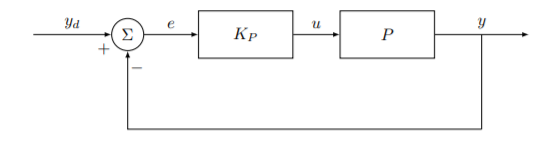 y_d e u y
Σ K_P P
+
−